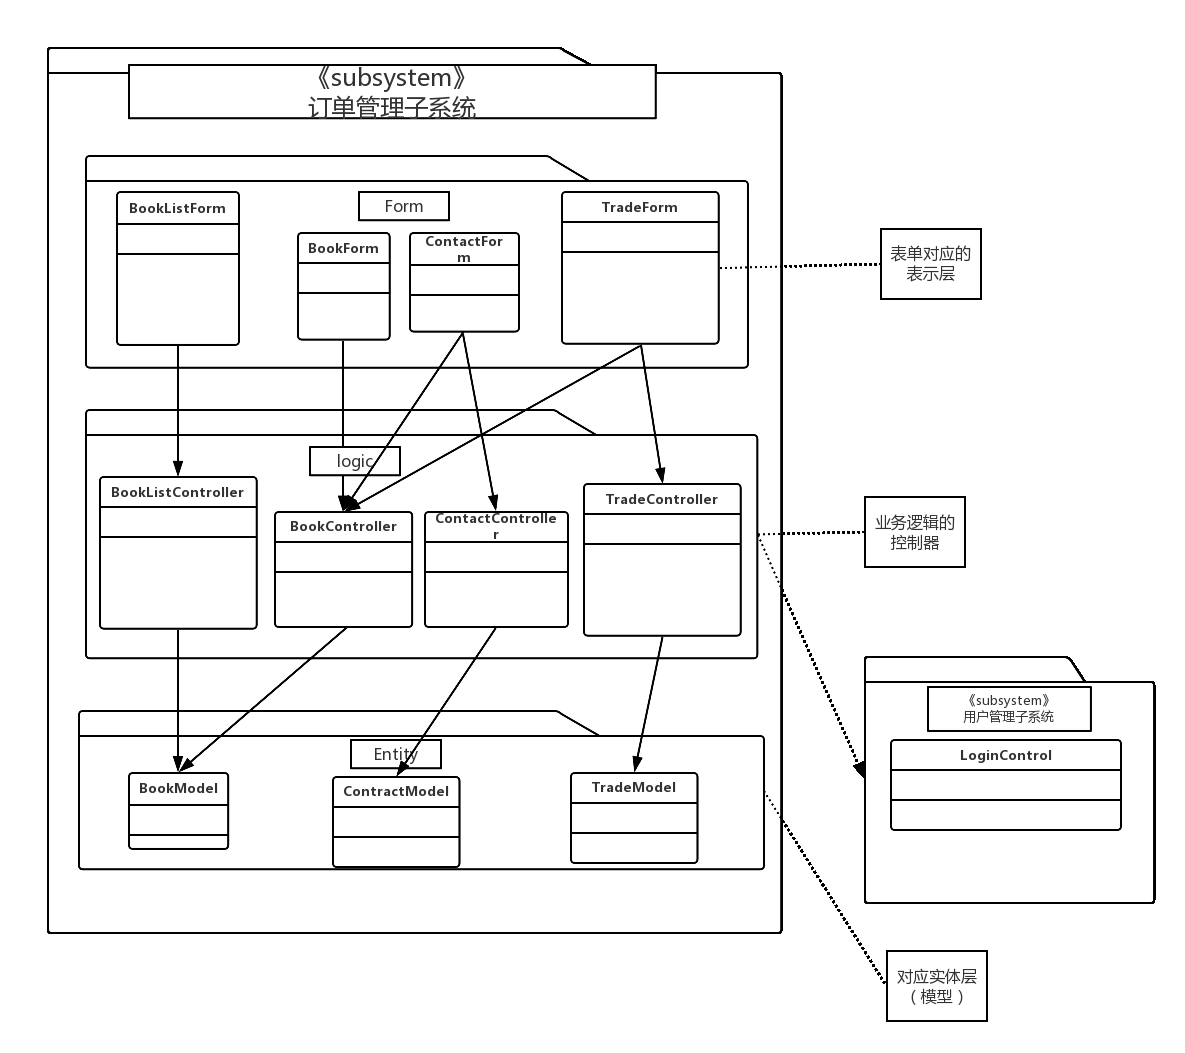 《subsystem》
订单管理子系统
BookListForm
Form
TradeForm
BookForm
ContactFor
m
表单对应的
表示层
logic
BookListController
BookController
ContactControlle
r
TradeController
业务逻辑的
控制器
《subsystem》
用户管理子系统
LoginControl
Entity
BookModel
ContractModel
TradeModel
对应实体层
（模型）